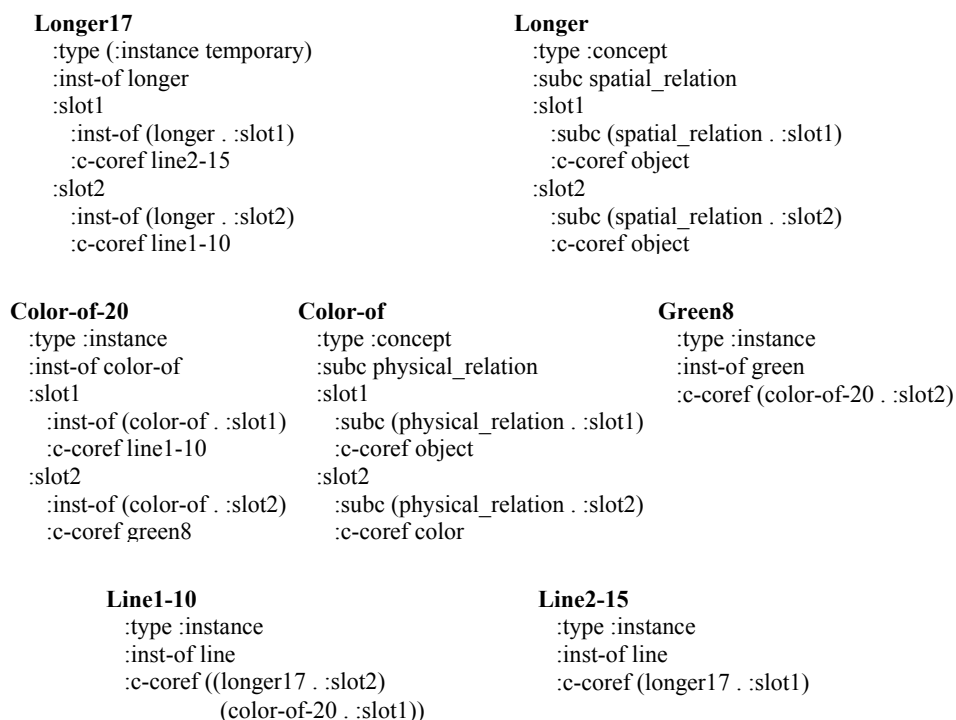 Longer17
:type (:instance temporary)
:inst-of longer
:slot1
:inst-of (longer . :slot1)
:c-coref line2-15
:slot2
:inst-of (longer . :slot2)
:c-coref line1-10
Longer
:type :concept
:subc spatial_relation
:slot1
:subc (spatial_relation . :slot1)
:c-coref object
:slot2
:subc (spatial_relation . :slot2)
:c-coref object
Color-of-20
:type :instance
:inst-of color-of
:slot1
:inst-of (color-of . :slot1)
:c-coref line1-10
:slot2
:inst-of (color-of . :slot2)
:c-coref green8
Color-of
:type :concept
:subc physical_relation
:slot1
:subc (physical_relation . :slot1)
:c-coref object
:slot2
:subc (physical_relation . :slot2)
:c-coref color
Green8
:type :instance
:inst-of green
:c-coref (color-of-20 . :slot2)
Line1-10
:type :instance
:inst-of line
:c-coref ((longer17 . :slot2)
(color-of-20 . :slot1))
Line2-15
:type :instance
:inst-of line
:c-coref (longer17 . :slot1)